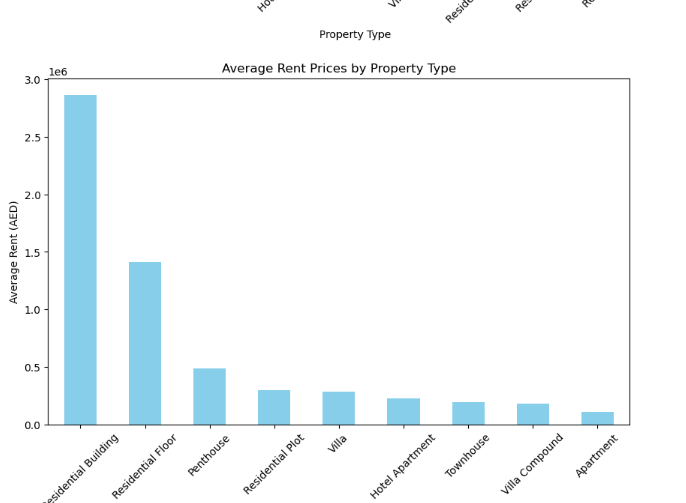 Property Type
Average Rent Prices by Property Type
1e6
3.0
2.5
2.0
1.5
1.0
0.5
0.0
Average Rent (AED)
Building
Residential Floor
Penthouse
Residential Plot
Villa
Hotel Apartment
Townhouse
Villa Compound
Apartment